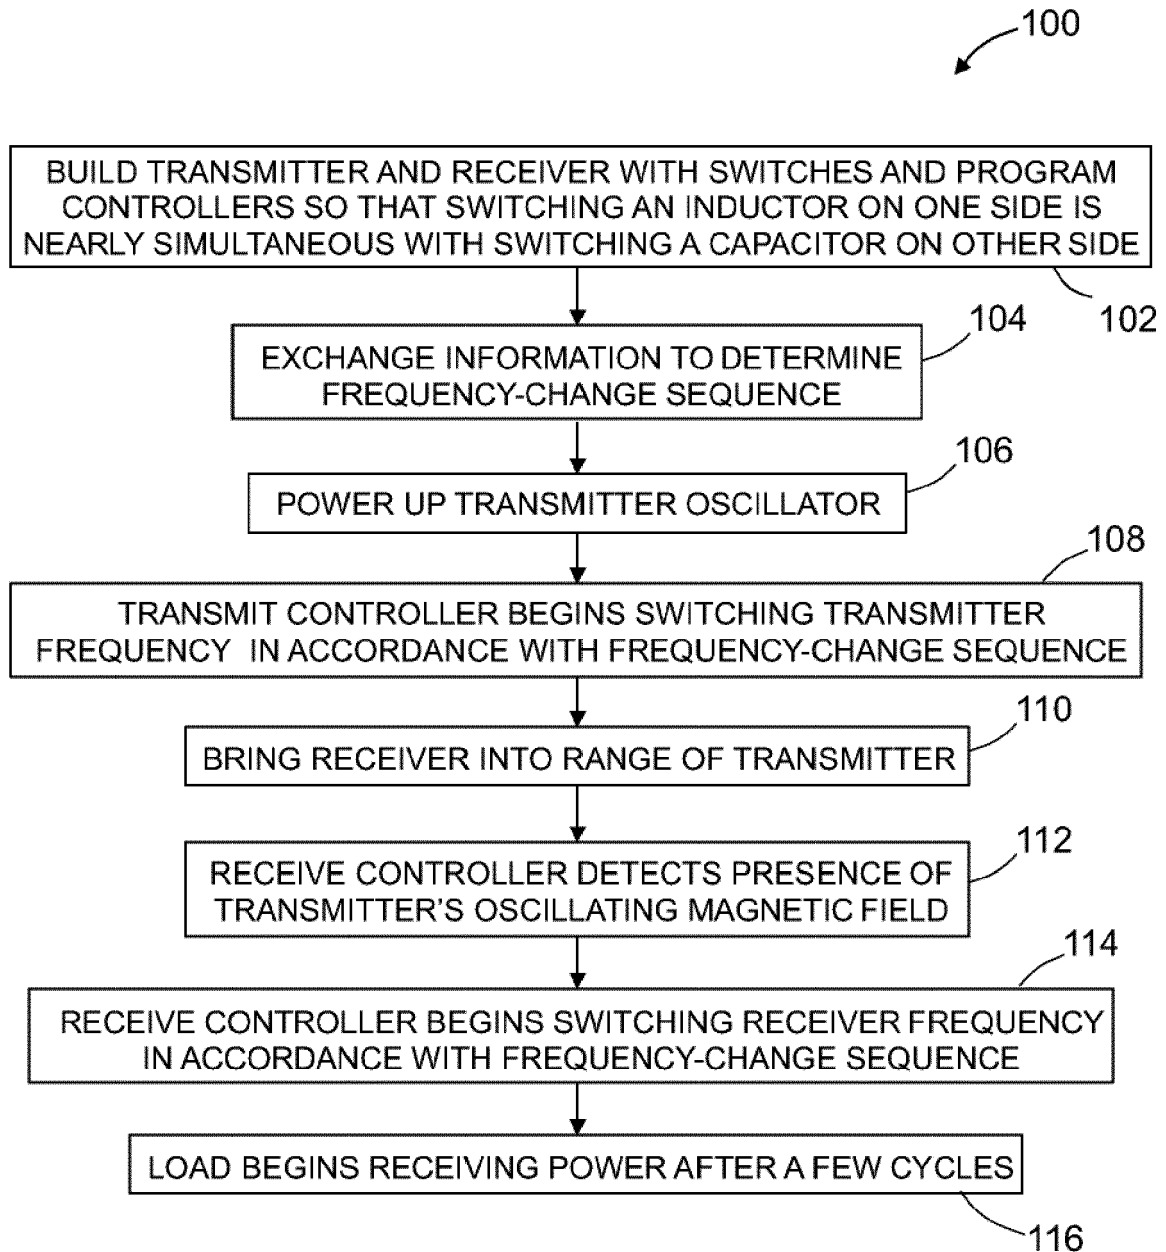 100
BUILD TRANSMITTER AND RECEIVER WITH SWITCHES AND PROGRAM
CONTROLLERS SO THAT SWITCHING AN INDUCTOR ON ONE SIDE IS
NEARLY SIMULTANEOUS WITH SWITCHING A CAPACITOR ON OTHER SIDE
102
104
EXCHANGE INFORMATION TO DETERMINE
FREQUENCY-CHANGE SEQUENCE
106
POWER UP TRANSMITTER OSCILLATOR
108
TRANSMIT CONTROLLER BEGINS SWITCHING TRANSMITTER
FREQUENCY IN ACCORDANCE WITH FREQUENCY-CHANGE SEQUENCE
110
BRING RECEIVER INTO RANGE OF TRANSMITTER
112
RECEIVE CONTROLLER DETECTS PRESENCE OF
TRANSMITTER'S OSCILLATING MAGNETIC FIELD
114
RECEIVE CONTROLLER BEGINS SWITCHING RECEIVER FREQUENCY
IN ACCORDANCE WITH FREQUENCY-CHANGE SEQUENCE
LOAD BEGINS RECEIVING POWER AFTER A FEW CYCLES
116